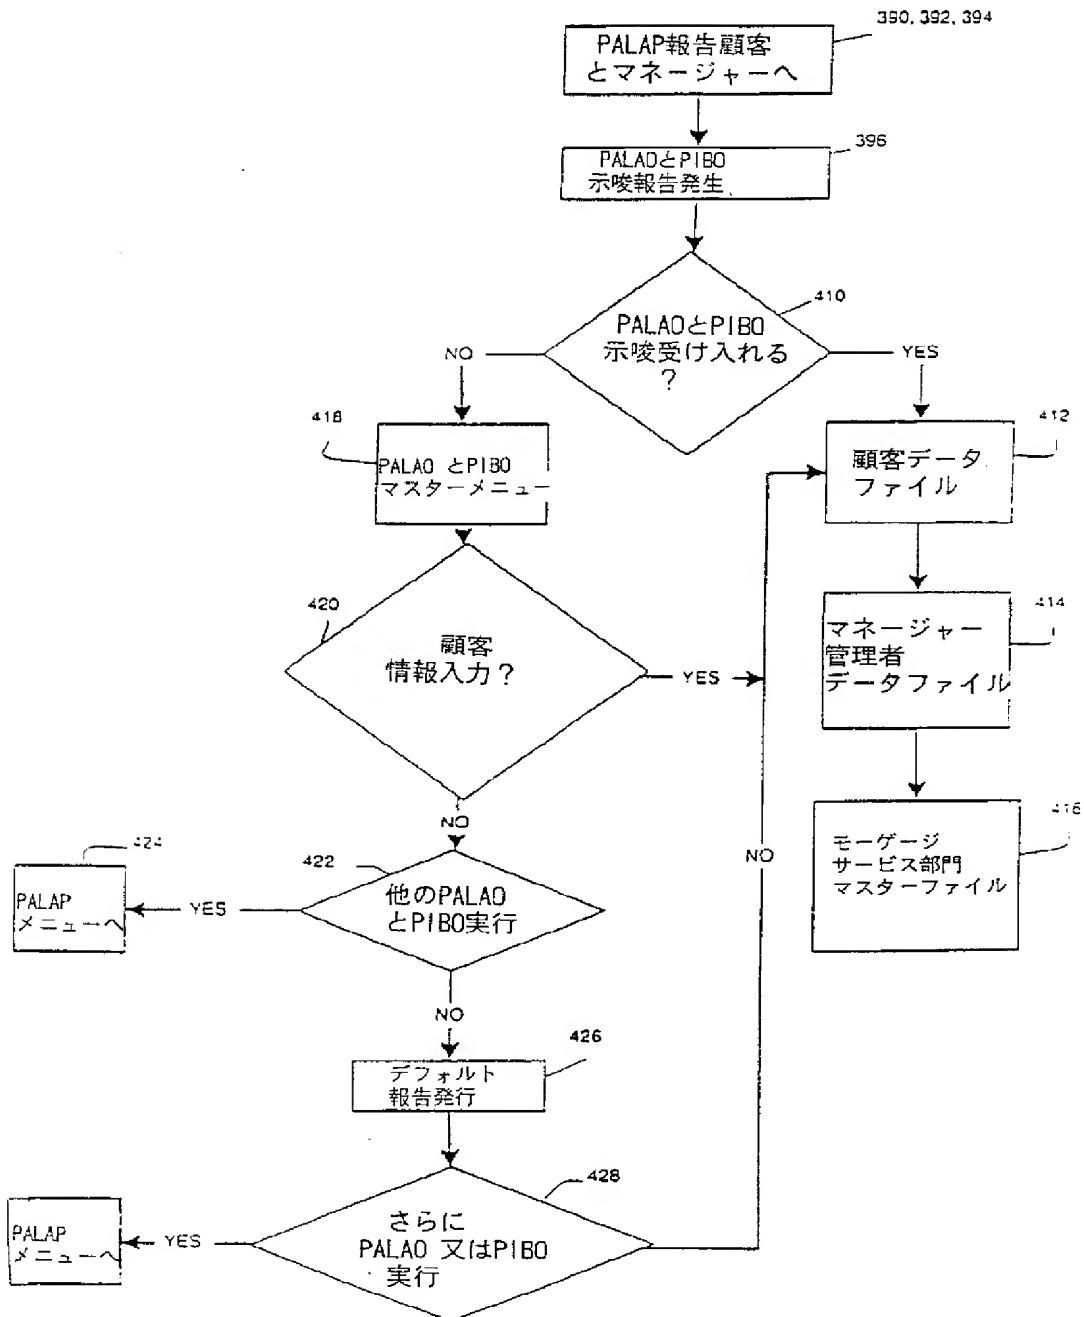 390, 392, 394
PALAP報告顧客
とマネージャーへ
396
PALAOとPIBO
示唆報告発生
410
PALAOとPIBO
示唆受け入れる
?
NO
YES
418
412
PALAO とPIBO
マスターメニュー
顧客データ
ファイル
420
顧客
情報入力?
YES
414
マネージャー
管理者
データファイル
NO
416
モーゲージ
サービス部門
マスターファイル
NO
424
422
PALAP
メニューへ
YES
他のPALAO
とPIBO実行
NO
426
デフォルト
報告発行
428
PALAP
メニューへ
YES
さらに
PALAO 又はPIBO
実行